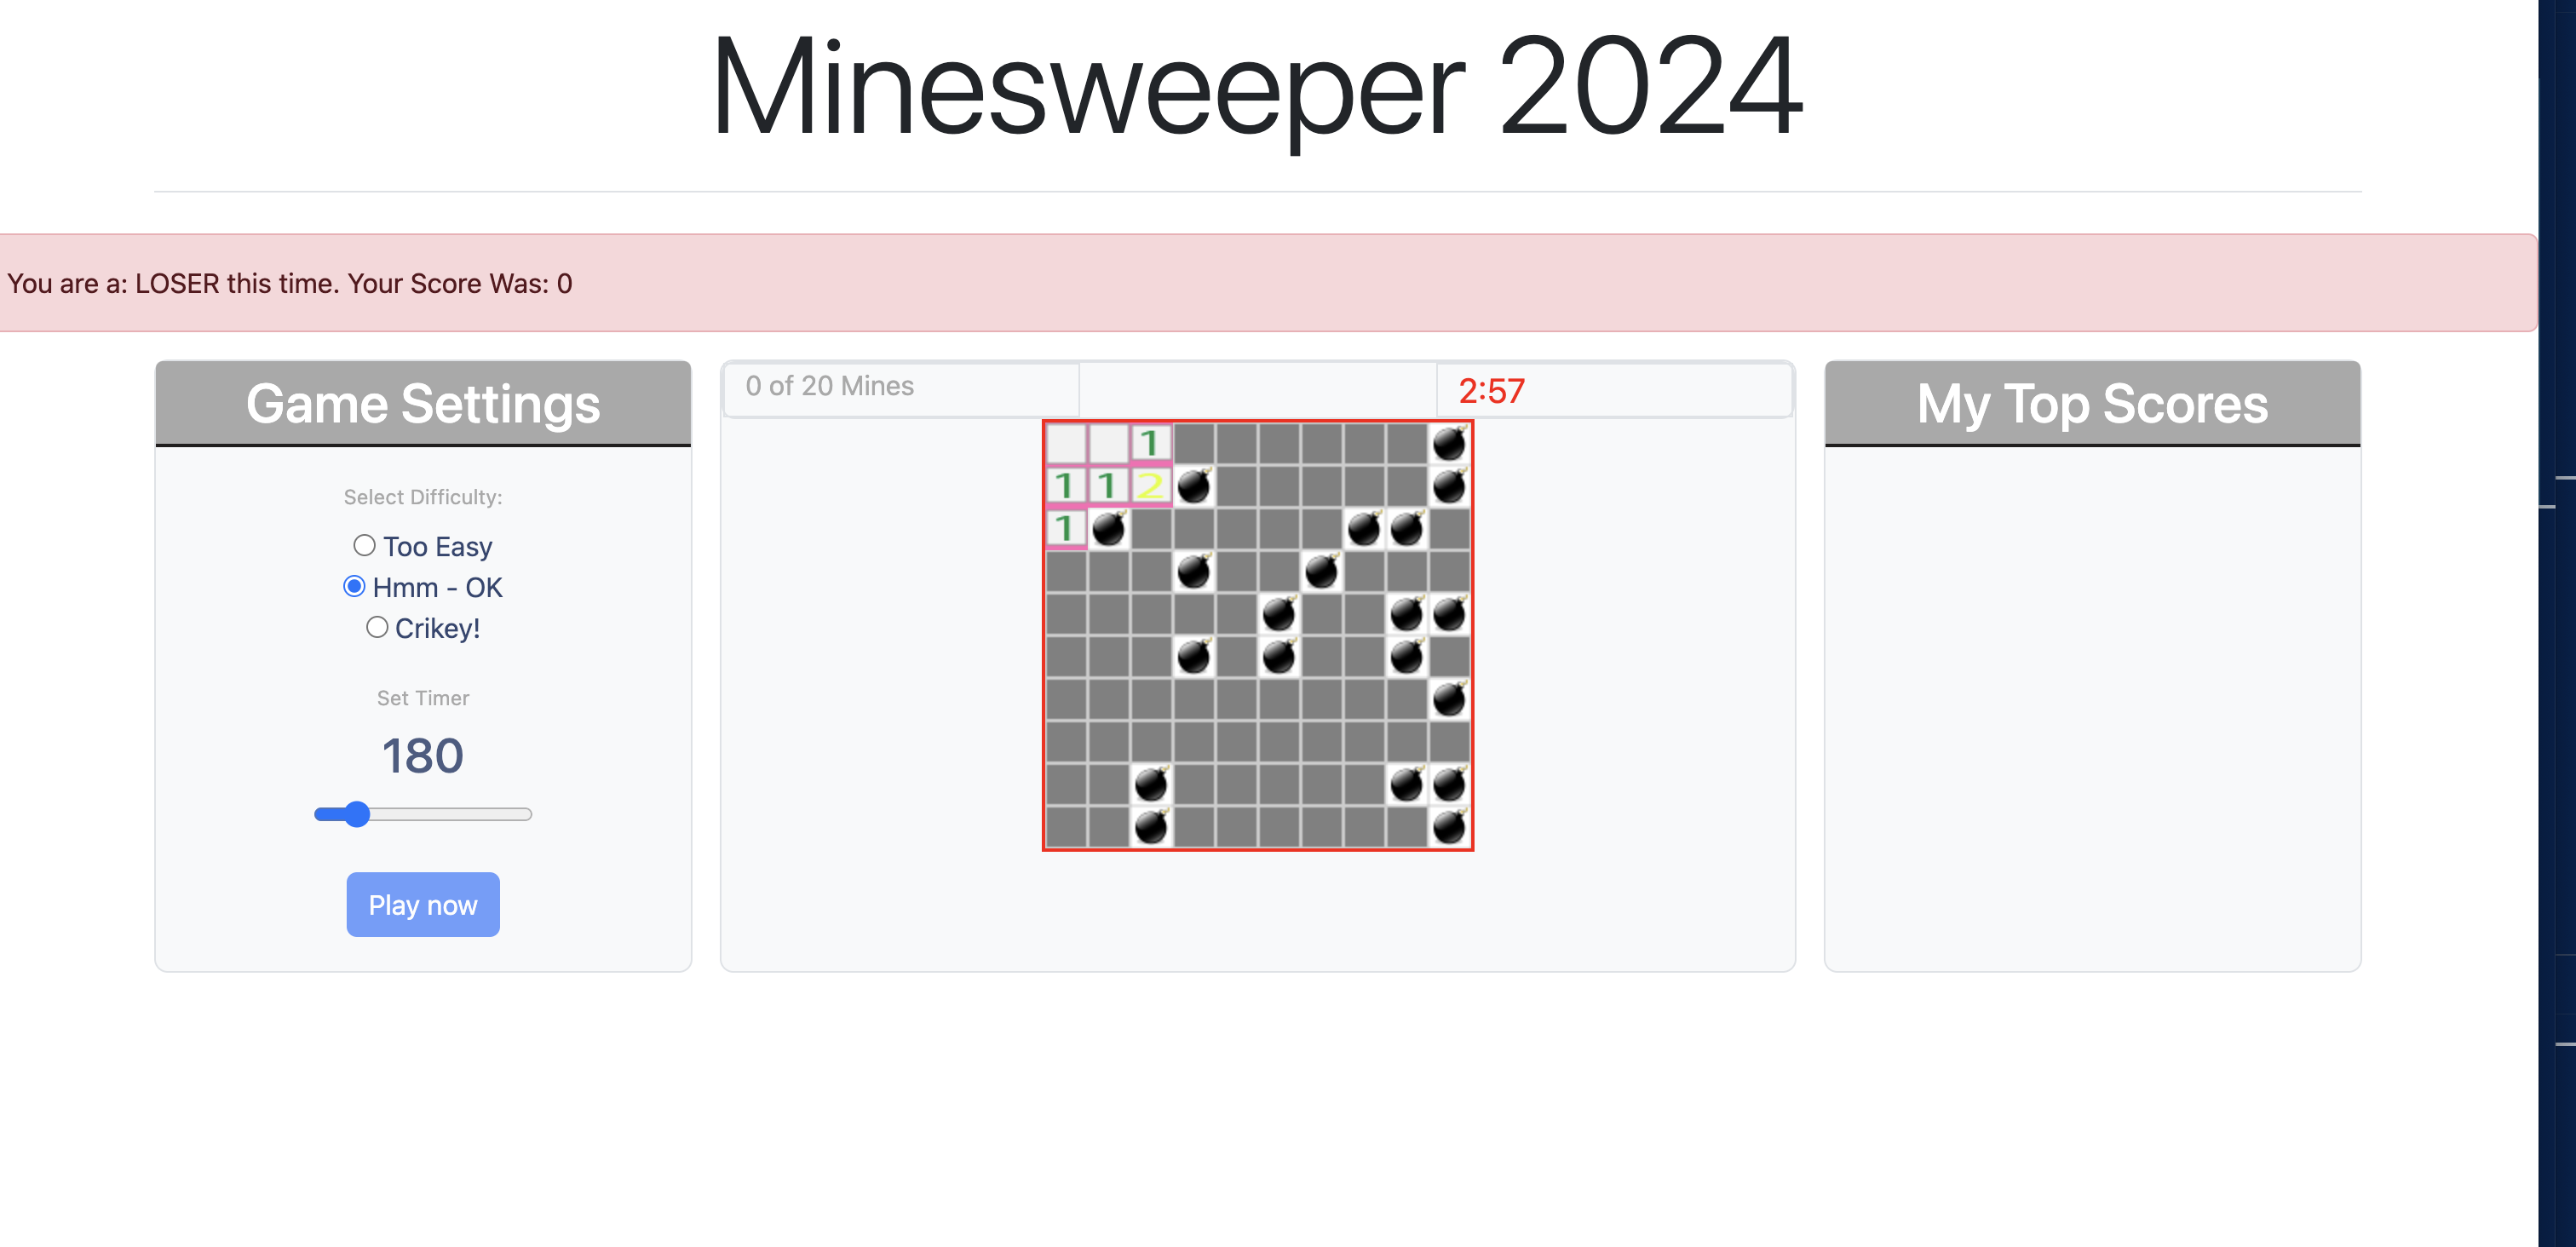 Minesweeper 2024
You are a: LOSER this time. Your Score Was: 0
Game Settings
Select Difficulty:
Too Easy
Hmm - OK
Crikey!
Set Timer
180
Play now
0 of 20 Mines
2:57
1
1 1 2
1
My Top Scores